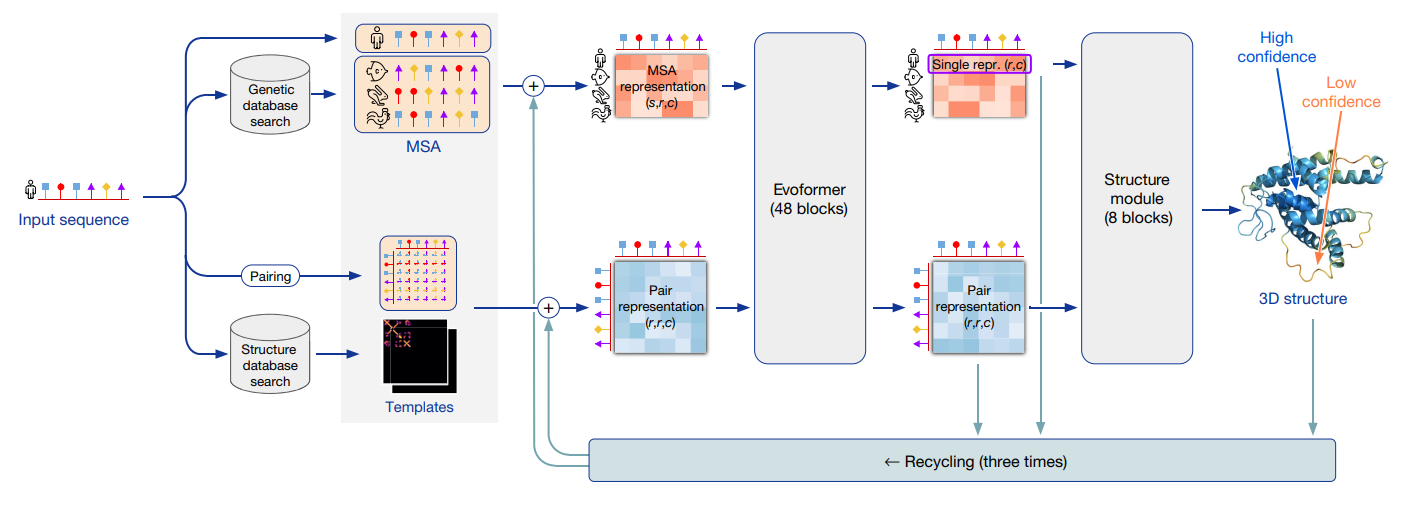 Input sequence
Genetic
database
search
MSA
Pairing
Structure
database
search
Templates
+
+
MSA
representation
(s,r,c)
Pair
representation
(r,r,c)
Evoformer
(48 blocks)
Single repr. (r,c)
Pair
representation
(r,r,c)
Structure
module
(8 blocks)
High
confidence
Low
confidence
3D structure
← Recycling (three times)